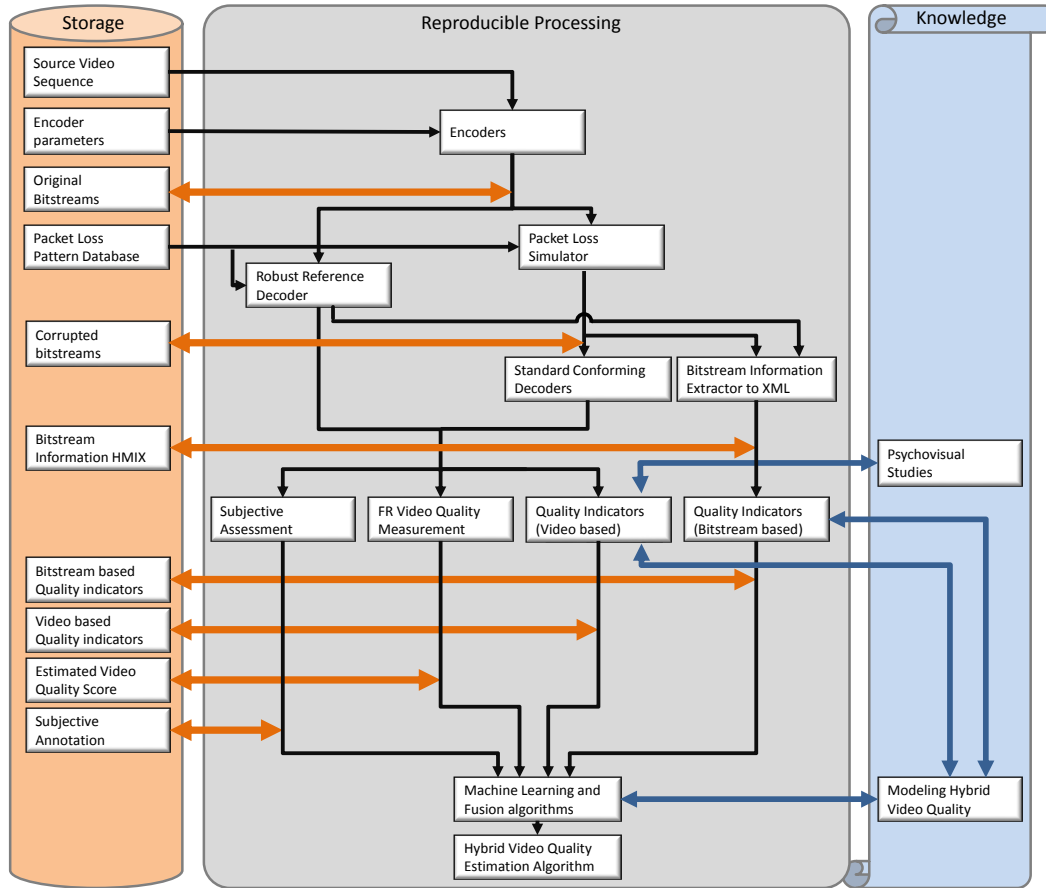 Storage
Reproducible Processing
Knowledge
Source Video
Sequence
Encoder
parameters
Encoders
Original
Bitstreams
Packet Loss
Pattern Database
Packet Loss
Simulator
Robust Reference
Decoder
Corrupted
bitstreams
Standard Conforming
Decoders
Bitstream Information
Extractor to XML
Bitstream
Information HMIX
Psychovisual
Studies
Subjective
Assessment
FR Video Quality
Measurement
Quality Indicators
(Video based)
Quality Indicators
(Bitstream based)
Bitstream based
Quality indicators
Video based
Quality indicators
Estimated Video
Quality Score
Subjective
Annotation
Machine Learning and
Fusion algorithms
Modeling Hybrid
Video Quality
Hybrid Video Quality
Estimation Algorithm